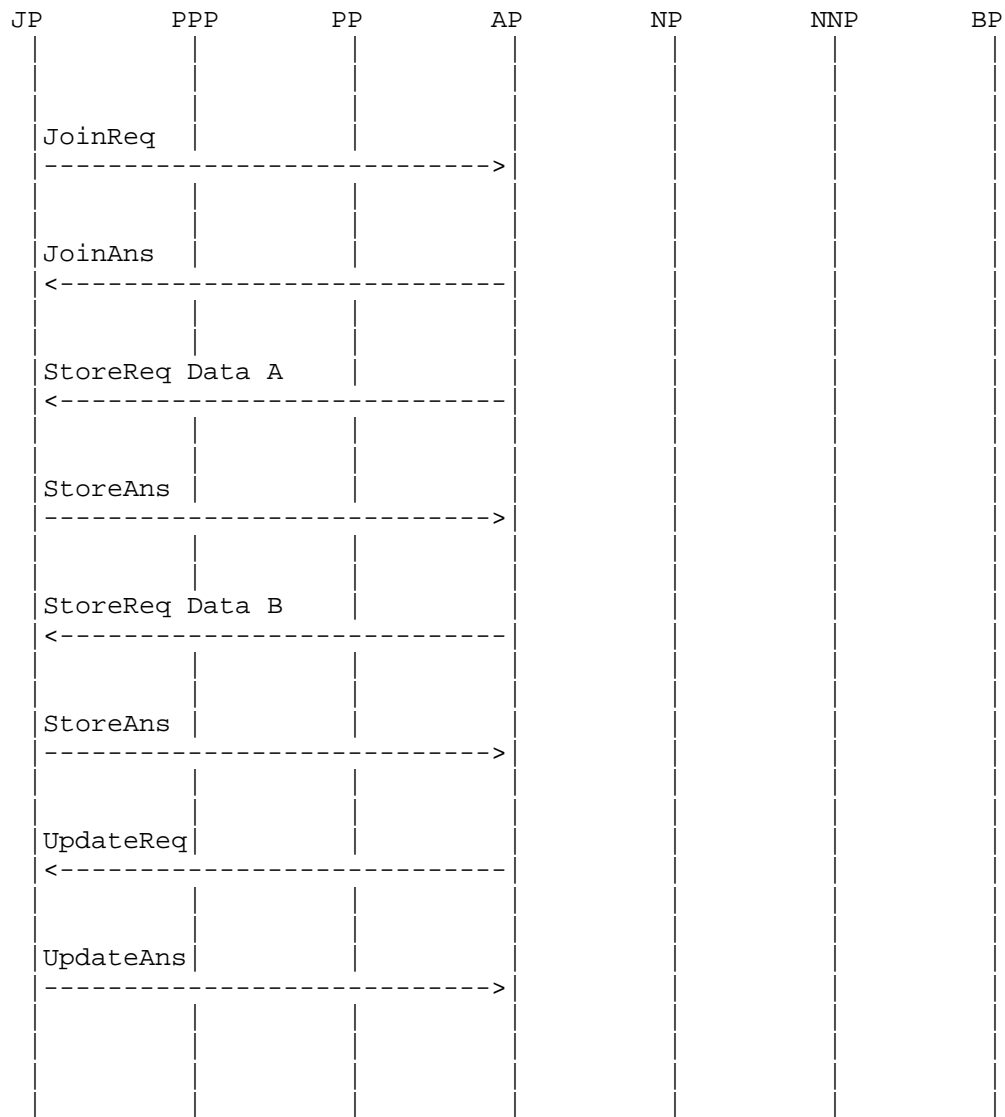 JP PPP PP AP NP NNP BP
JoinReq
JoinAns
StoreReq Data A
StoreAns
StoreReq Data B
StoreAns
UpdateReq
UpdateAns